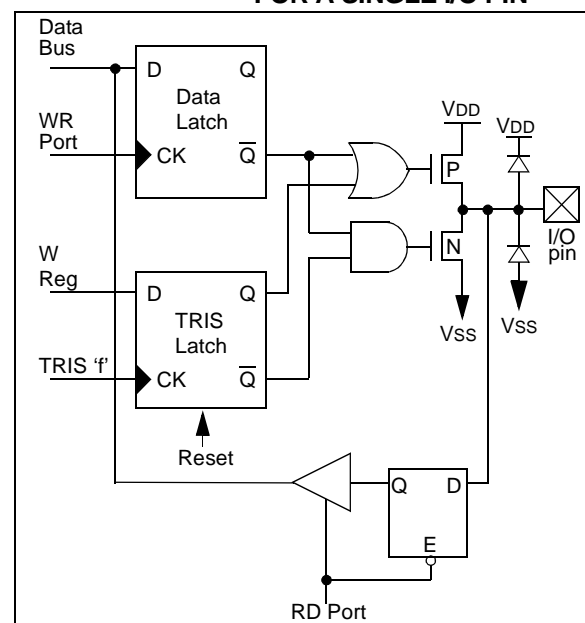 FOR A SINGLE I/O PIN
Data
Bus
D
Q
Data
Latch
WR
Port
CK
Q
VDD
P
VDD
I/O
pin
N
VSS
VSS
W
Reg
D
Q
TRIS
Latch
TRIS ‘f’
CK
Q
Reset
Q
D
E
RD Port